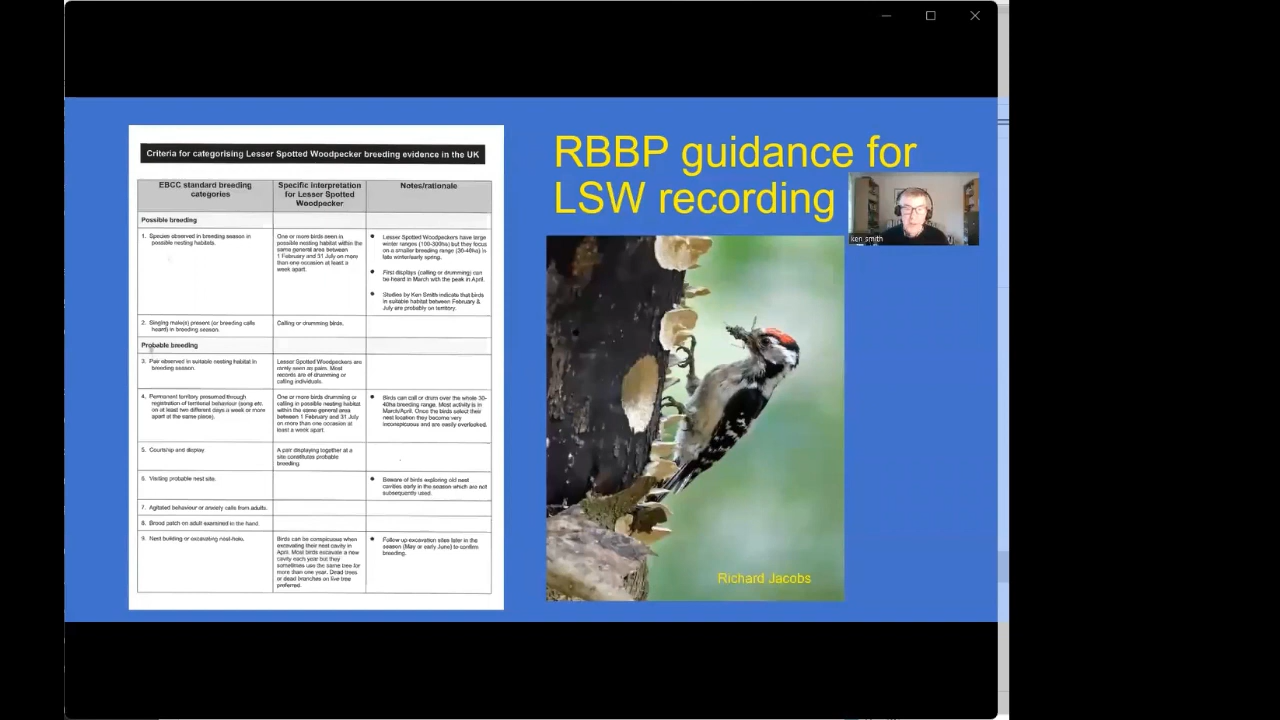 Criteria for categorising Lesser Spotted Woodpecker breeding evidence in the UK
EBCC standard breeding
categories
Specific interpretation
for Lesser Spotted
Woodpecker
Notes/rationale
Possible breeding
1. Species observed in breeding season in
possible nesting habitats.
One or more birds seen in
possible nesting habitat within the
same general area between
1 February and 31 July on more
than one occasion at least a
week apart.
Lesser Spotted Woodpeckers have large
winter ranges (100-300ha) but they focus
on a smaller breeding range (30-40ha) in
late winter/early spring.
First displays (calling or drumming) can
be heard in March with the peak in April.
Studies by Ken Smith indicate that birds
in suitable habitat between February &
July are probably on territory.
2. Singing male(s) present (or breeding calls
heard) in breeding season.
Calling or drumming birds.
Probable breeding
3. Pair observed in suitable nesting habitat in
breeding season.
Lesser Spotted Woodpeckers are
rarely seen as pairs. Most
records are of drumming or
calling individuals.
4. Permanent territory presumed through
registration of territorial behaviour (song etc.
on at least two different days a week or more
apart at the same place).
One or more birds drumming or
calling in possible nesting habitat
within the same general area
between 1 February and 31 July
on more than one occasion at
least a week apart
Birds can call or drum over the whole 30-
40ha breeding range. Most activity is in
March/April. Once the birds select their
nest location they become very
inconspicuous and are easily overlooked.
5. Courtship and display
A pair displaying together at a
site constitutes probable
breeding.
6. Visiting probable nest site.
Beware of birds exploring old nest
cavities early in the season which are not
subsequently used.
7. Agitated behaviour or anxiety calls from adults.
8. Brood patch on adult examined in the hand.
9. Nest building or excavating nest-hole.
Birds can be conspicuous when
excavating their nest cavity in
April. Most birds excavate a new
cavity each year but they
sometimes use the same tree for
more than one year. Dead trees
or dead branches on live tree
preferred.
Follow up excavation sites later in the
season (May or early June) to confirm
breeding.
RBBP guidance for
LSW recording
ken smith
Richard Jacobs